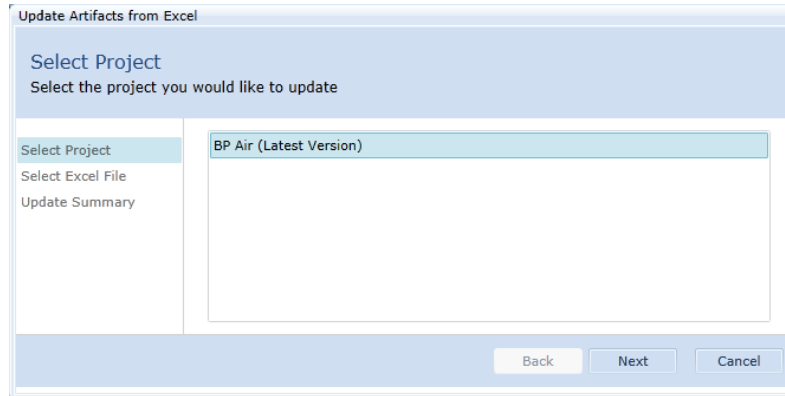 Update Artifacts from Excel
Select Project
Select the project you would like to update
Select Project
Select Excel File
Update Summary
BP Air (Latest Version)
Back
Next
Cancel